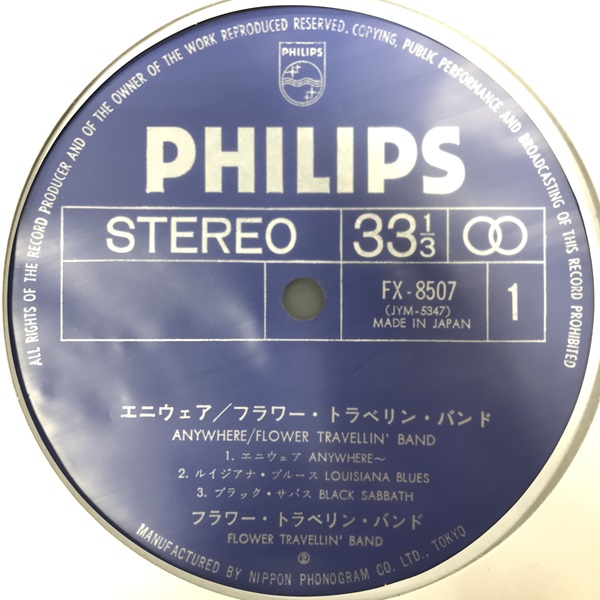 ALL RIGHTS OF THE RECORD PRODUCER AND OF THE OWNER OF THE WORK REPRODUCED RESERVED. COPYING, PUBLIC PERFORMANCE AND BROADCASTING OF THIS RECORD PROHIBITED
PHILIPS
PHILIPS
STEREO 33 1/3
FX-8507
(JYM-5347)
MADE IN JAPAN
1
エニウェア/フラワー・トラベリン・バンド
ANYWHERE/FLOWER TRAVELLIN' BAND
1. エニウェア ANYWHERE~
2. ルイジアナ・ブルース LOUISIANA BLUES
3. ブラック・サバス BLACK SABBATH
フラワー・トラベリン・バンド
FLOWER TRAVELLIN' BAND
②
MANUFACTURED BY NIPPON PHONOGRAM CO. LTD., TOKYO